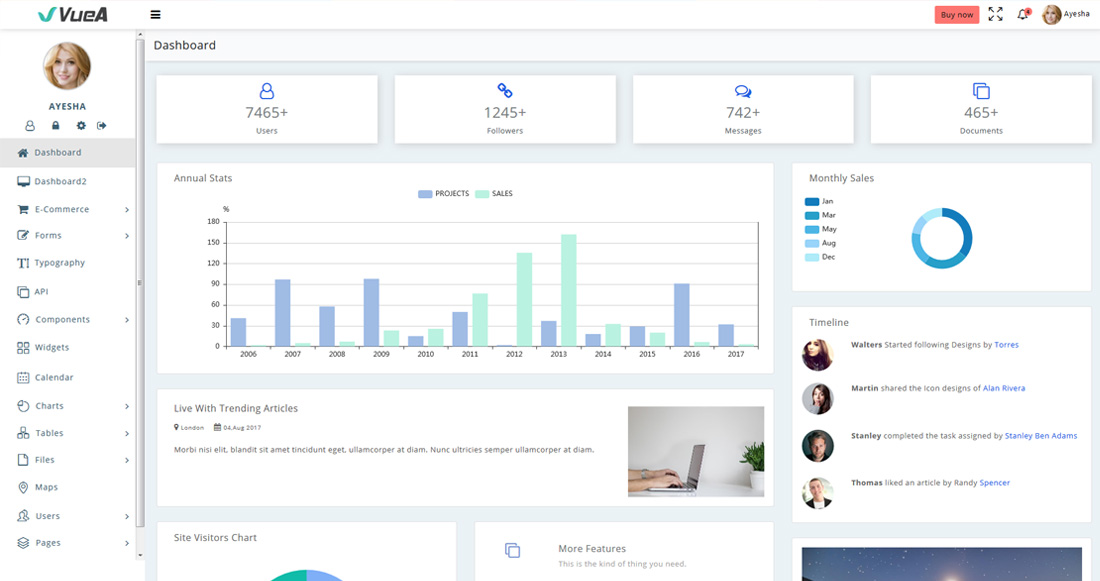 VueA
Buy now
4
Ayesha
AYESHA
Dashboard
Dashboard2
E-Commerce
Forms
Typography
API
Components
Widgets
Calendar
Charts
Tables
Files
Maps
Users
Pages
Dashboard
7465+
Users
1245+
Followers
742+
Messages
465+
Documents
Annual Stats
PROJECTS SALES
%
180
150
120
90
60
30
0
2006 2007 2008 2009 2010 2011 2012 2013 2014 2015 2016 2017
Monthly Sales
Jan
Mar
May
Aug
Dec
Timeline
Walters Started following Designs by Torres
Martin shared the Icon designs of Alan Rivera
Stanley completed the task assigned by Stanley Ben Adams
Thomas liked an article by Randy Spencer
Live With Trending Articles
London 04,Aug 2017
Morbi nisi elit, blandit sit amet tincidunt eget, ullamcorper at diam. Nunc ultricies semper ullamcorper at diam.
Site Visitors Chart
More Features
This is the kind of thing you need.